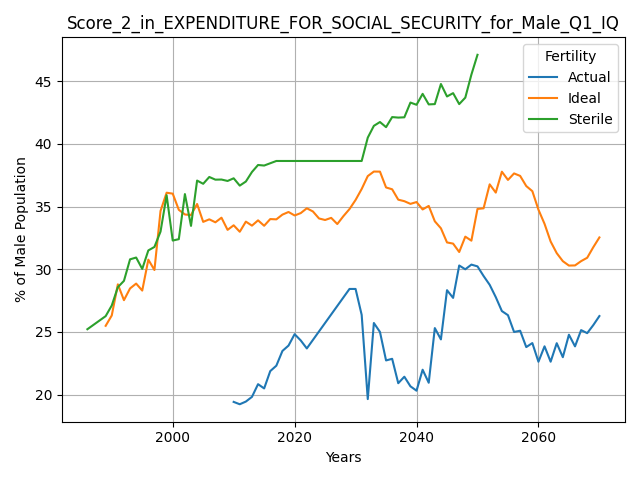 Score_2_in_EXPENDITURE_FOR_SOCIAL_SECURITY_for_Male_Q1_IQ
% of Male Population
45
40
35
30
25
20
Fertility
Actual
Ideal
Sterile
2000
2020
2040
2060
Years